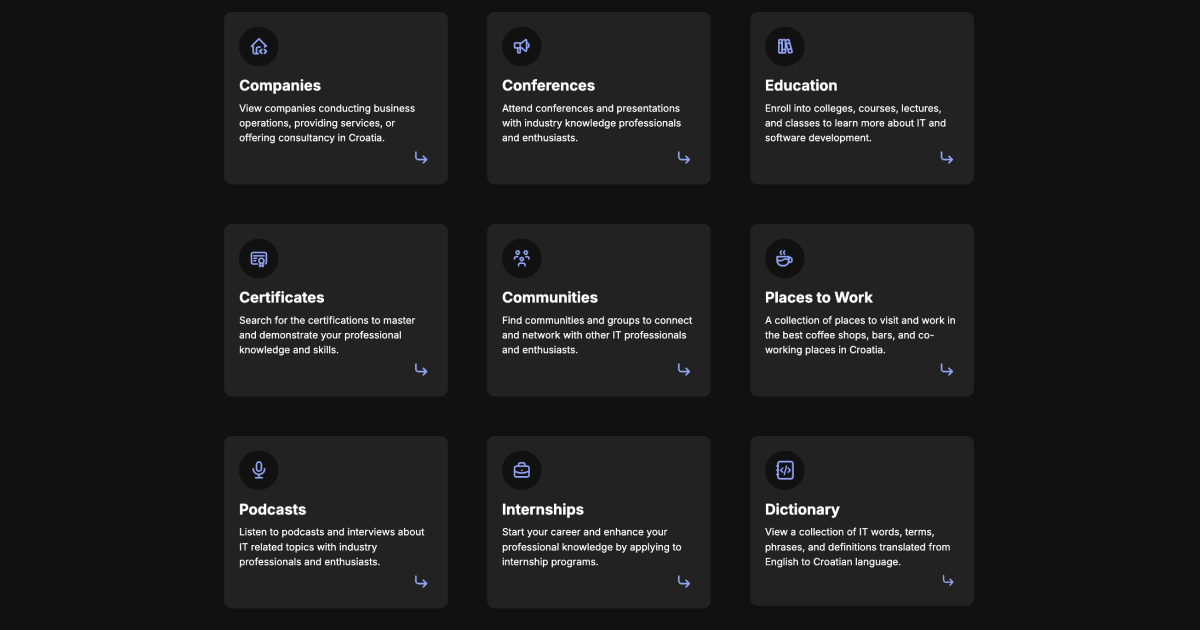 Companies
View companies conducting business
operations, providing services, or
offering consultancy in Croatia.
Conferences
Attend conferences and presentations
with industry knowledge professionals
and enthusiasts.
Education
Enroll into colleges, courses, lectures,
and classes to learn more about IT and
software development.
Certificates
Search for the certifications to master
and demonstrate your professional
knowledge and skills.
Communities
Find communities and groups to connect
and network with other IT professionals
and enthusiasts.
Places to Work
A collection of places to visit and work in
the best coffee shops, bars, and co-
working places in Croatia.
Podcasts
Listen to podcasts and interviews about
IT related topics with industry
professionals and enthusiasts.
Internships
Start your career and enhance your
professional knowledge by applying to
internship programs.
Dictionary
View a collection of IT words, terms,
phrases, and definitions translated from
English to Croatian language.